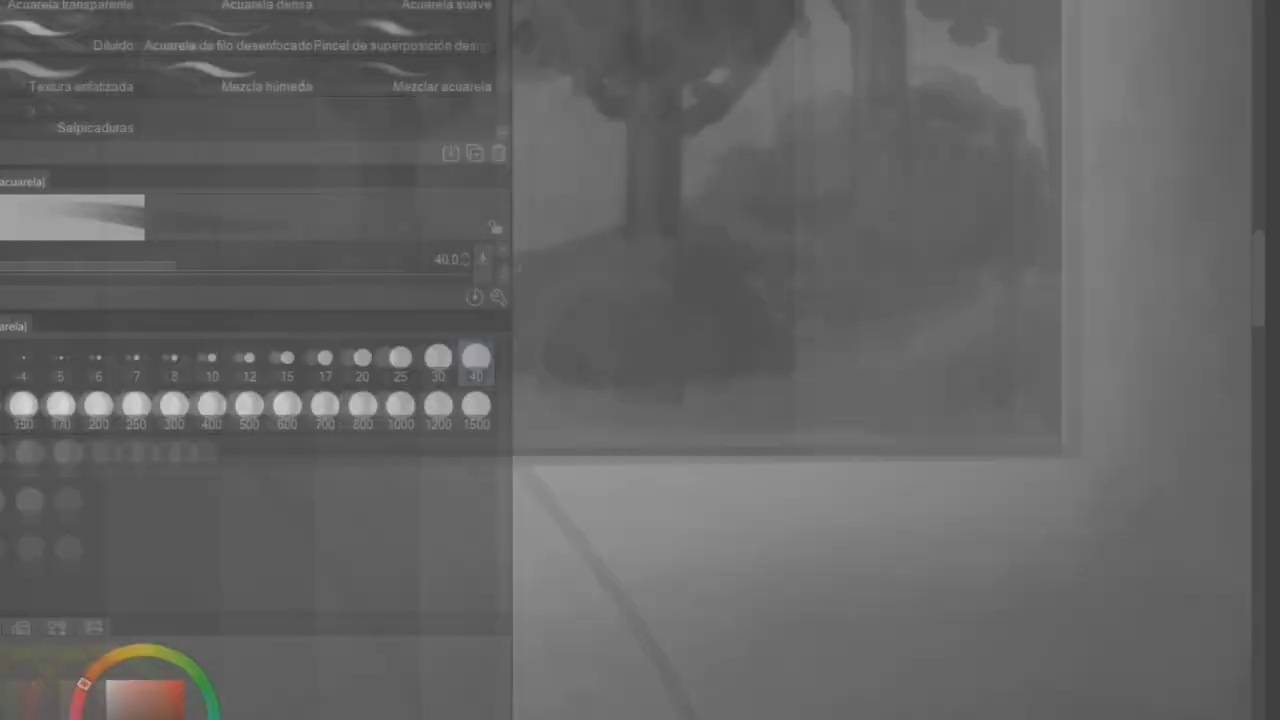 Acuarela transparente Acuarela densa Acuarela suave
Diluido Acuarela de filo desenfocado Pincel de superposición desig
Textura enfatizada Mezcla húmeda Mezclar acuarela
Salpicaduras
acuarela)
40.0
arela)
4 5 6 7 8 10 12 15 17 20 25 30 40
150 170 200 250 300 400 500 600 700 800 1000 1200 1500